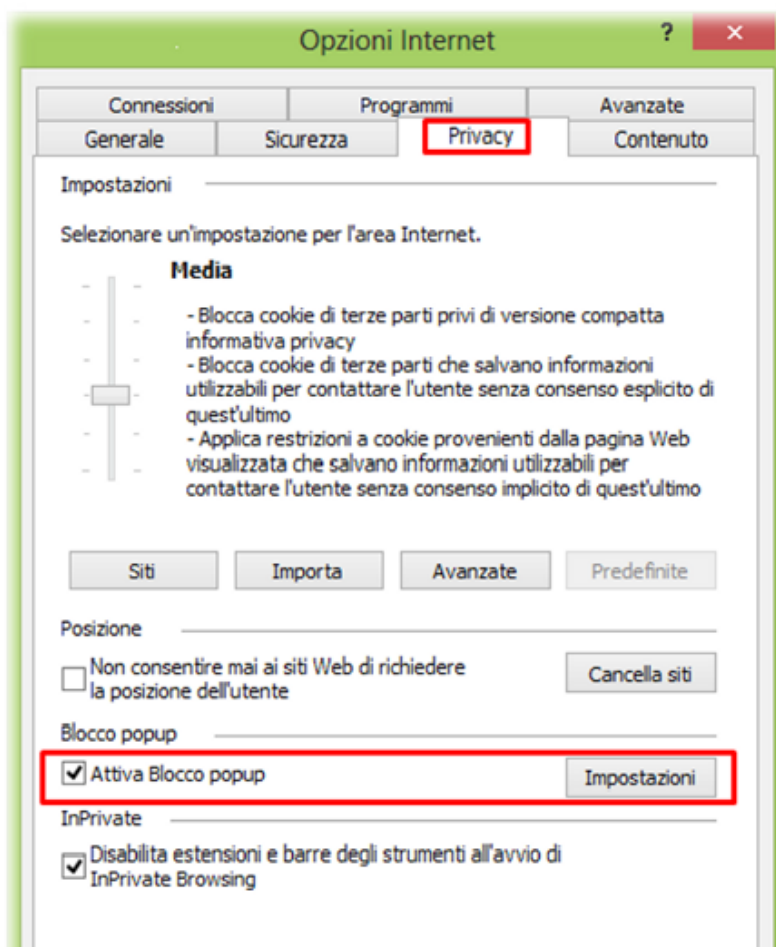 Opzioni Internet
?
Connessioni
Programmi
Avanzate
Generale
Sicurezza
Privacy
Contenuto
Impostazioni
Selezionare un'impostazione per l'area Internet.
Media
- Blocca cookie di terze parti privi di versione compatta
informativa privacy
- Blocca cookie di terze parti che salvano informazioni
utilizzabili per contattare l'utente senza consenso esplicito di
quest'ultimo
- Applica restrizioni a cookie provenienti dalla pagina Web
visualizzata che salvano informazioni utilizzabili per
contattare l'utente senza consenso implicito di quest'ultimo
Siti
Importa
Avanzate
Predefinite
Posizione
Non consentire mai ai siti Web di richiedere
la posizione dell'utente
Cancella siti
Blocco popup
Attiva Blocco popup
Impostazioni
InPrivate
Disabilita estensioni e barre degli strumenti all'avvio di
InPrivate Browsing